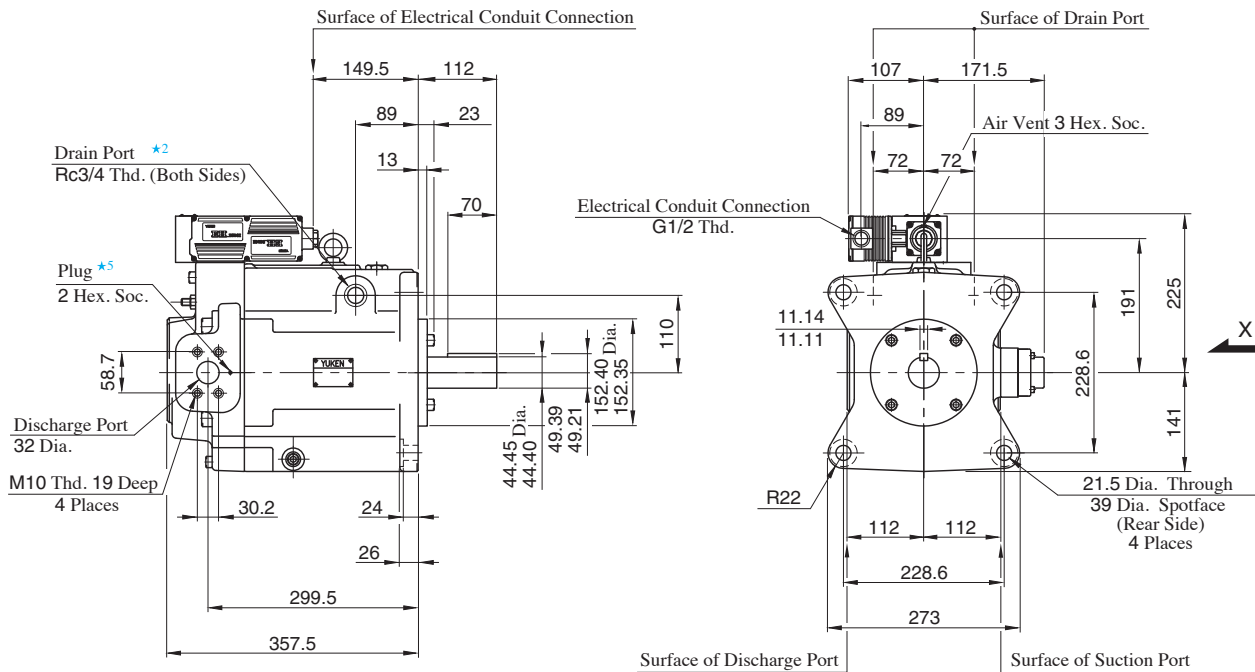 Surface of Electrical Conduit Connection
149.5
112
89
23
13
70
Drain Port ★2
Rc3/4 Thd. (Both Sides)
Plug ★5
2 Hex. Soc.
58.7
Discharge Port
32 Dia.
M10 Thd. 19 Deep
4 Places
YUKEN
30.2
24
26
299.5
357.5
44.45
44.40 Dia.
49.39
49.21
152.40 Dia.
152.35
110
Surface of Drain Port
107
171.5
89
Air Vent 3 Hex. Soc.
72
72
Electrical Conduit Connection
G1/2 Thd.
11.14
11.11
228.6
191
225
141
X
R22
21.5 Dia. Through
39 Dia. Spotface
(Rear Side)
4 Places
112
112
228.6
273
Surface of Discharge Port
Surface of Suction Port